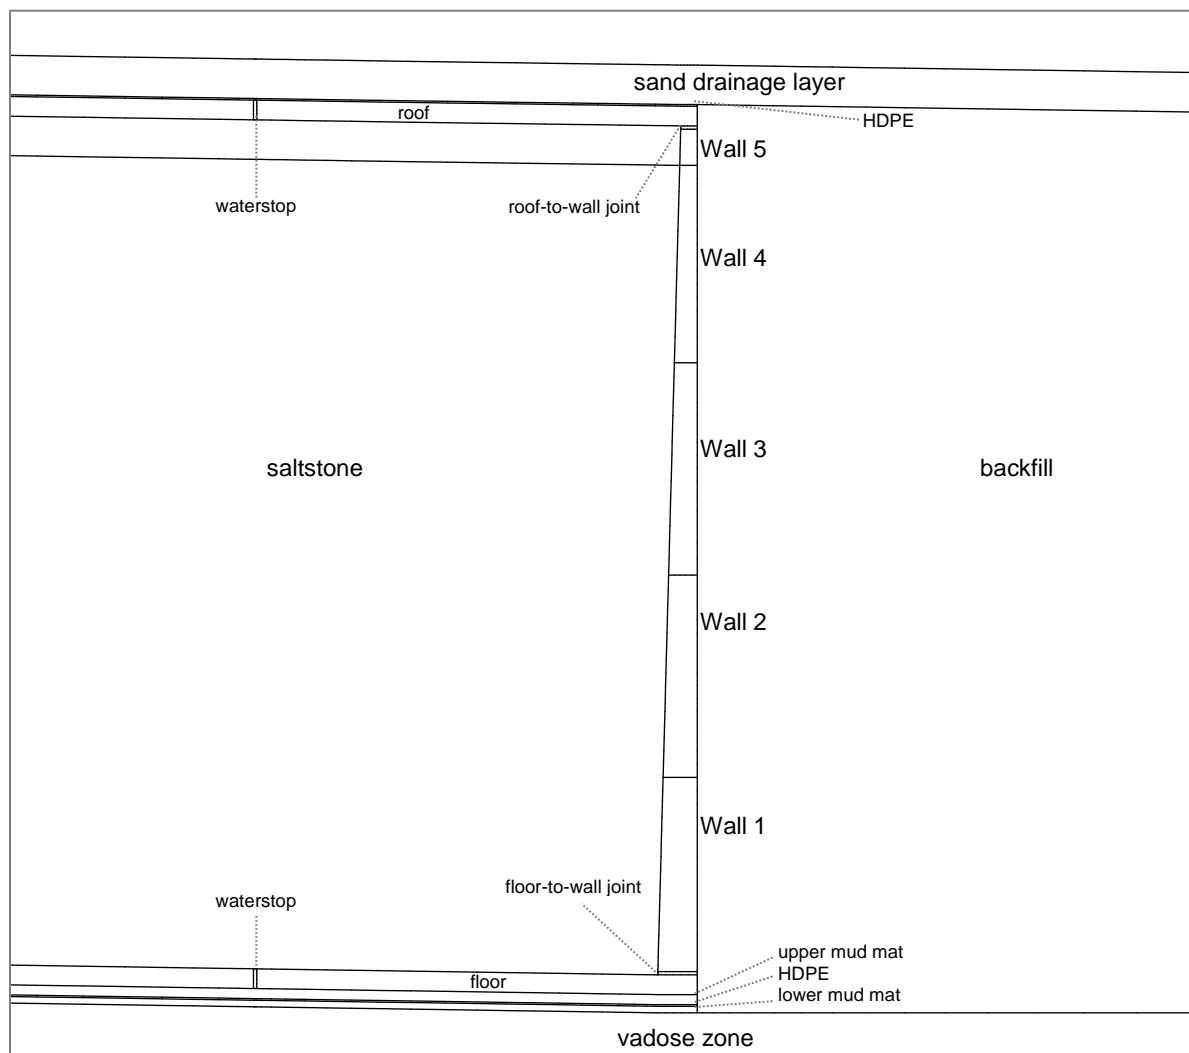 sand drainage layer
roof
HDPE
Wall 5
waterstop
roof-to-wall joint
Wall 4
Wall 3
saltstone
backfill
Wall 2
Wall 1
floor-to-wall joint
waterstop
upper mud mat
floor
HDPE
lower mud mat
vadose zone